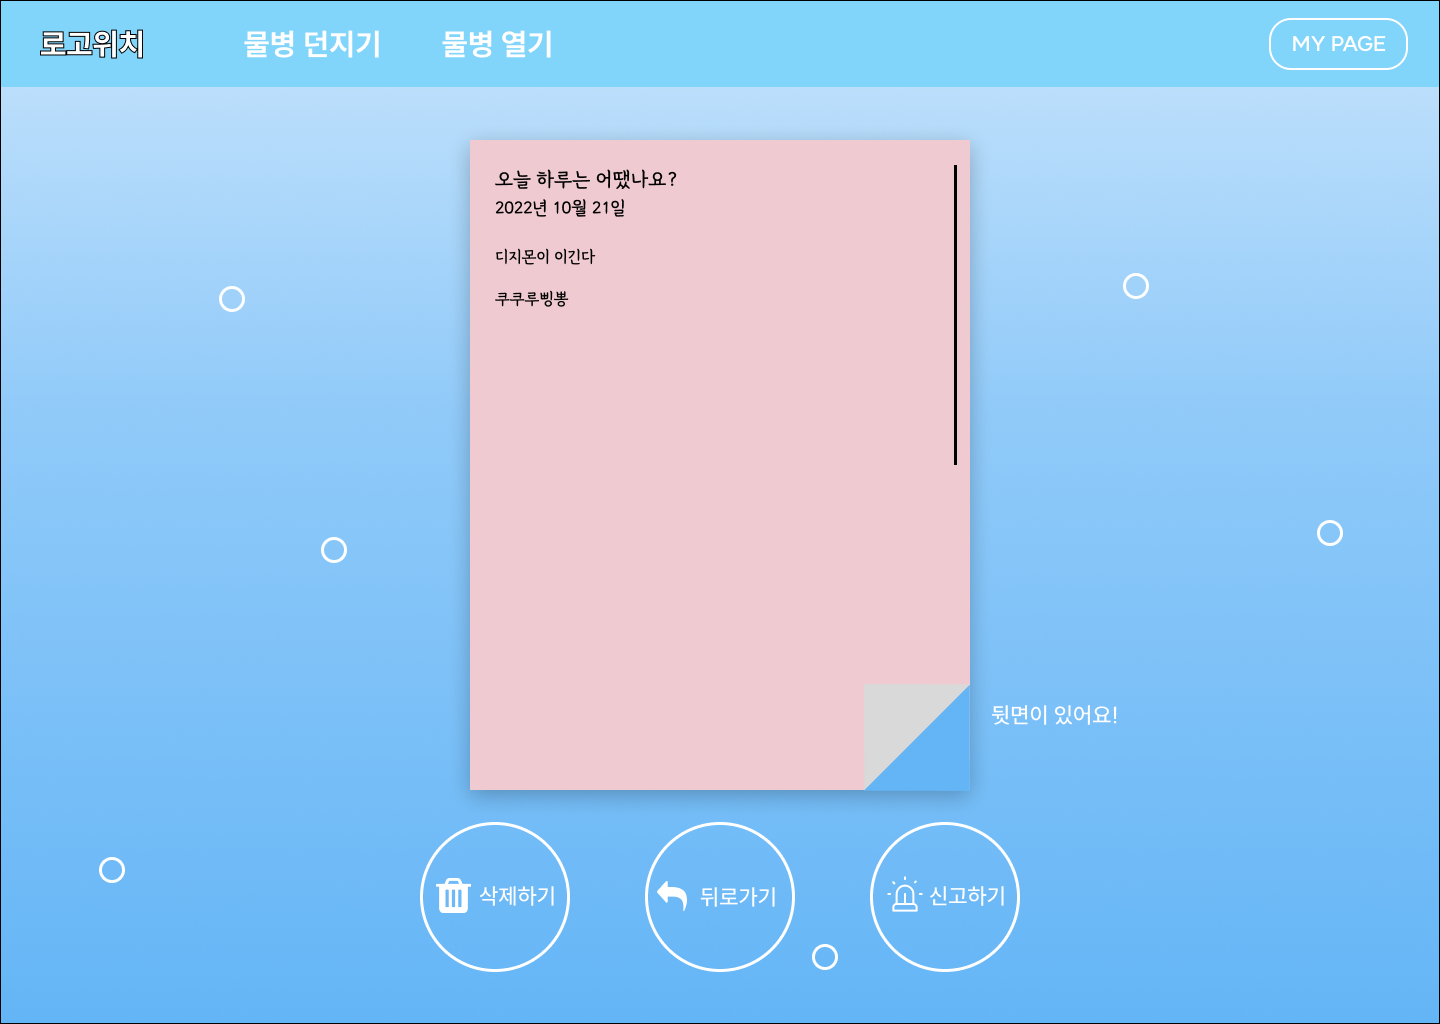 로고위치
물병 던지기
물병 열기
MY PAGE
오늘 하루는 어땠나요?
2022년 10월 21일
디지몬이 이긴다
쿠쿠루삥뽕
뒷면이 있어요!
삭제하기
뒤로가기
신고하기